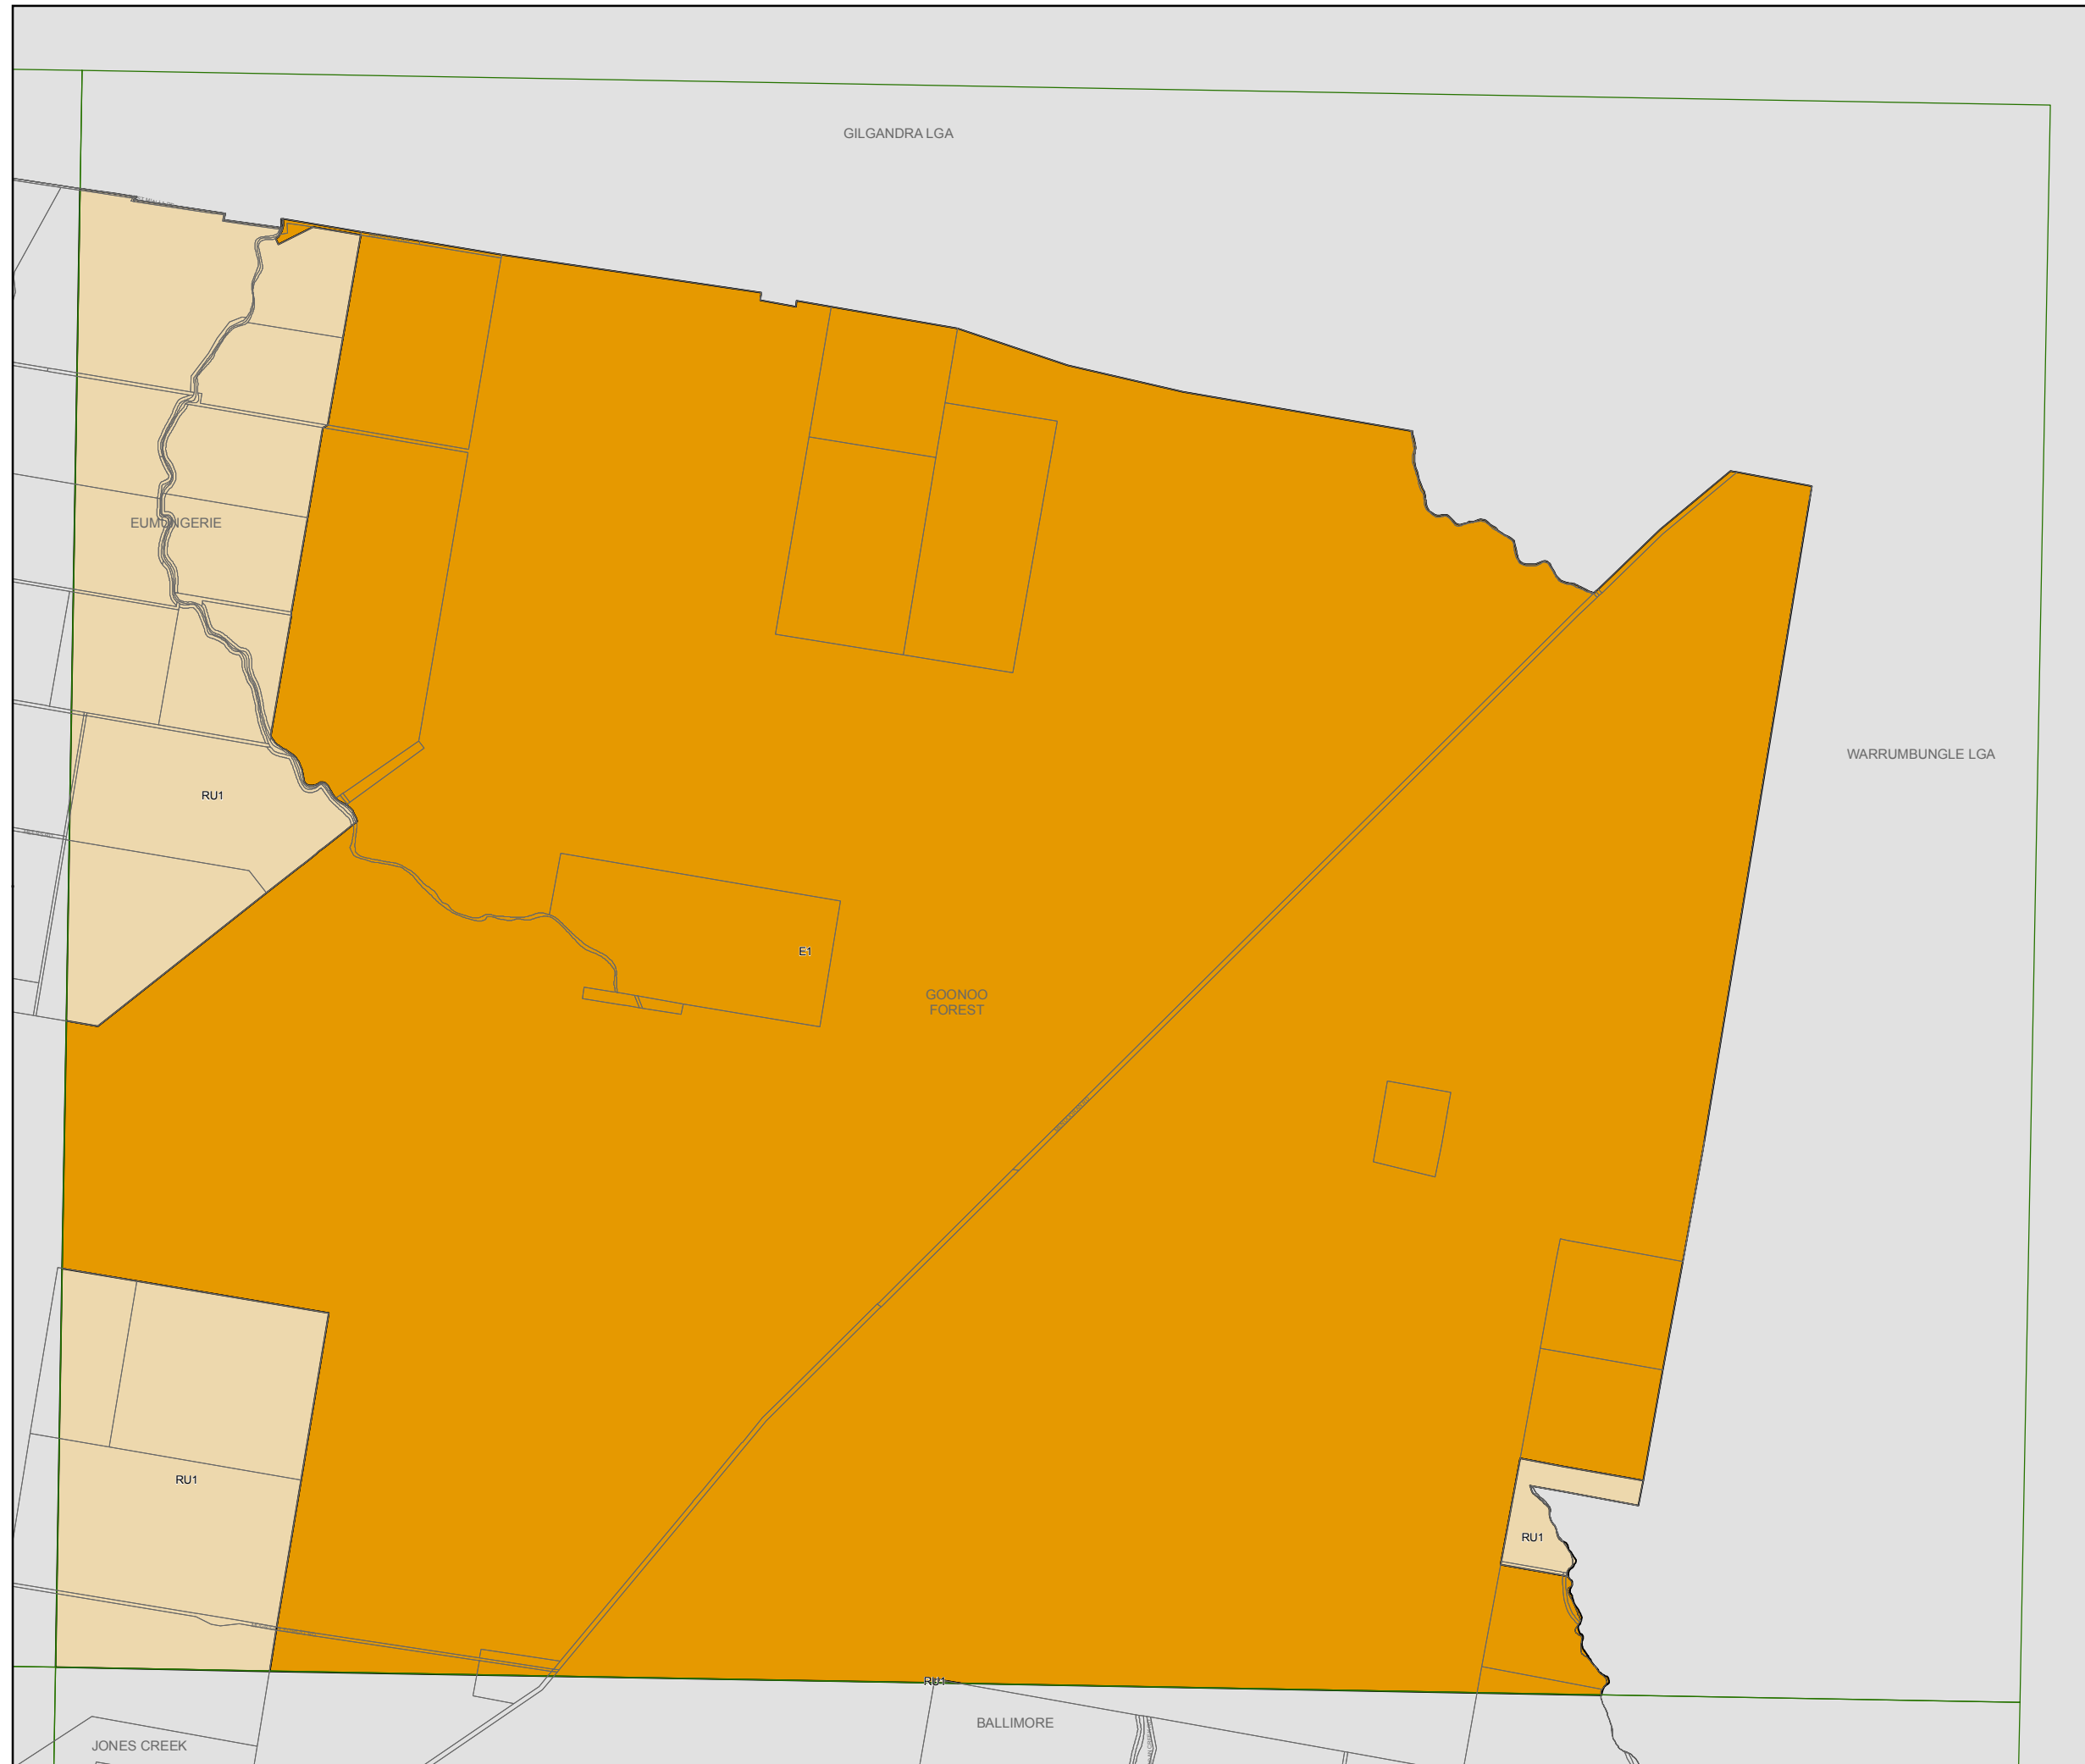 GILGANDRA LGA
EUMUNGERIE
WARRUMBUNGLE LGA
RU1
E1
GOONOO
FOREST
RU1
RU1
RU1
BALLIMORE
JONES CREEK